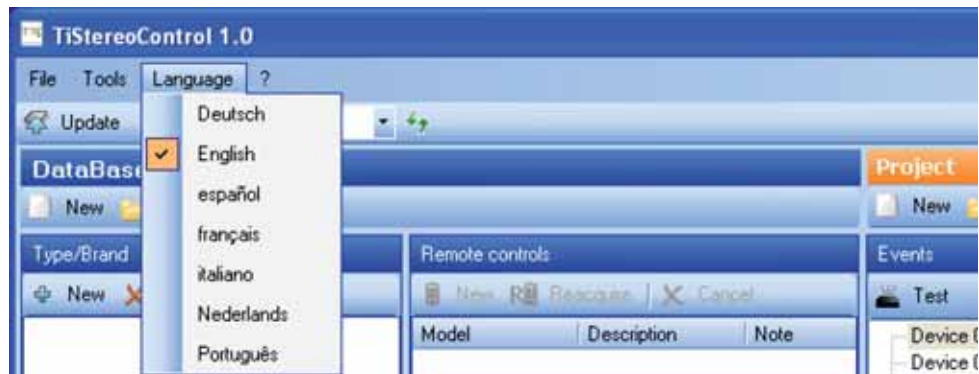 TiStereoControl 1.0
File Tools Language ?
Update
Deutsch
English
español
français
italiano
Nederlands
Português
DataBase
New
Type/Brand
New
Remote controls
New Reacquire Cancel
Model Description Note
Project
New
Events
Test
Device
Device